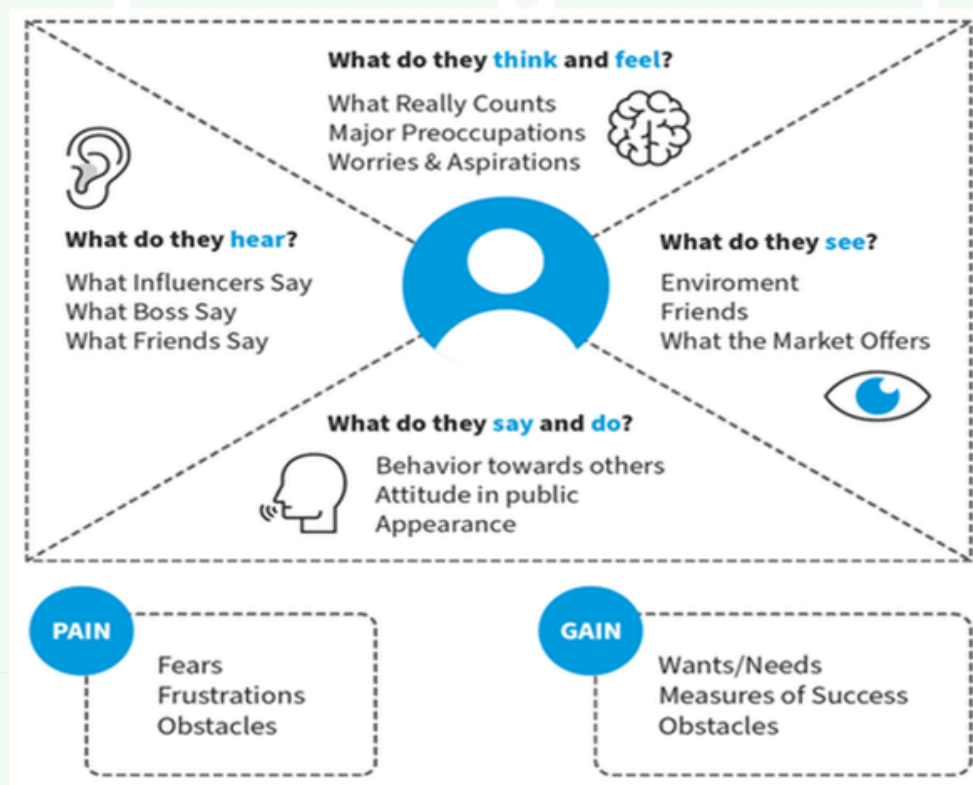 What do they think and feel?
What Really Counts
Major Preoccupations
Worries & Aspirations
What do they hear?
What Influencers Say
What Boss Say
What Friends Say
What do they see?
Enviroment
Friends
What the Market Offers
What do they say and do?
Behavior towards others
Attitude in public
Appearance
PAIN
Fears
Frustrations
Obstacles
GAIN
Wants/Needs
Measures of Success
Obstacles